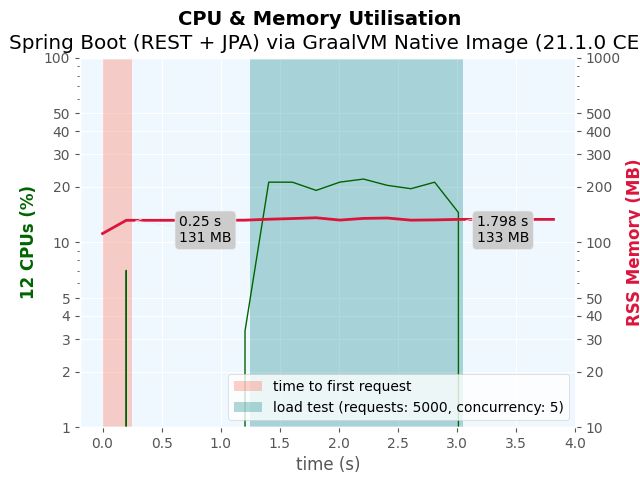 CPU & Memory Utilisation
Spring Boot (REST + JPA) via GraalVM Native Image (21.1.0 CE
100
50
40
30
20
10
5
4
3
2
1
12 CPUs (%)
1000
500
400
300
200
100
50
40
30
20
10
RSS Memory (MB)
0.25 s
131 MB
1.798 s
133 MB
time to first request
load test (requests: 5000, concurrency: 5)
0.0 0.5 1.0 1.5 2.0 2.5 3.0 3.5 4.0
time (s)